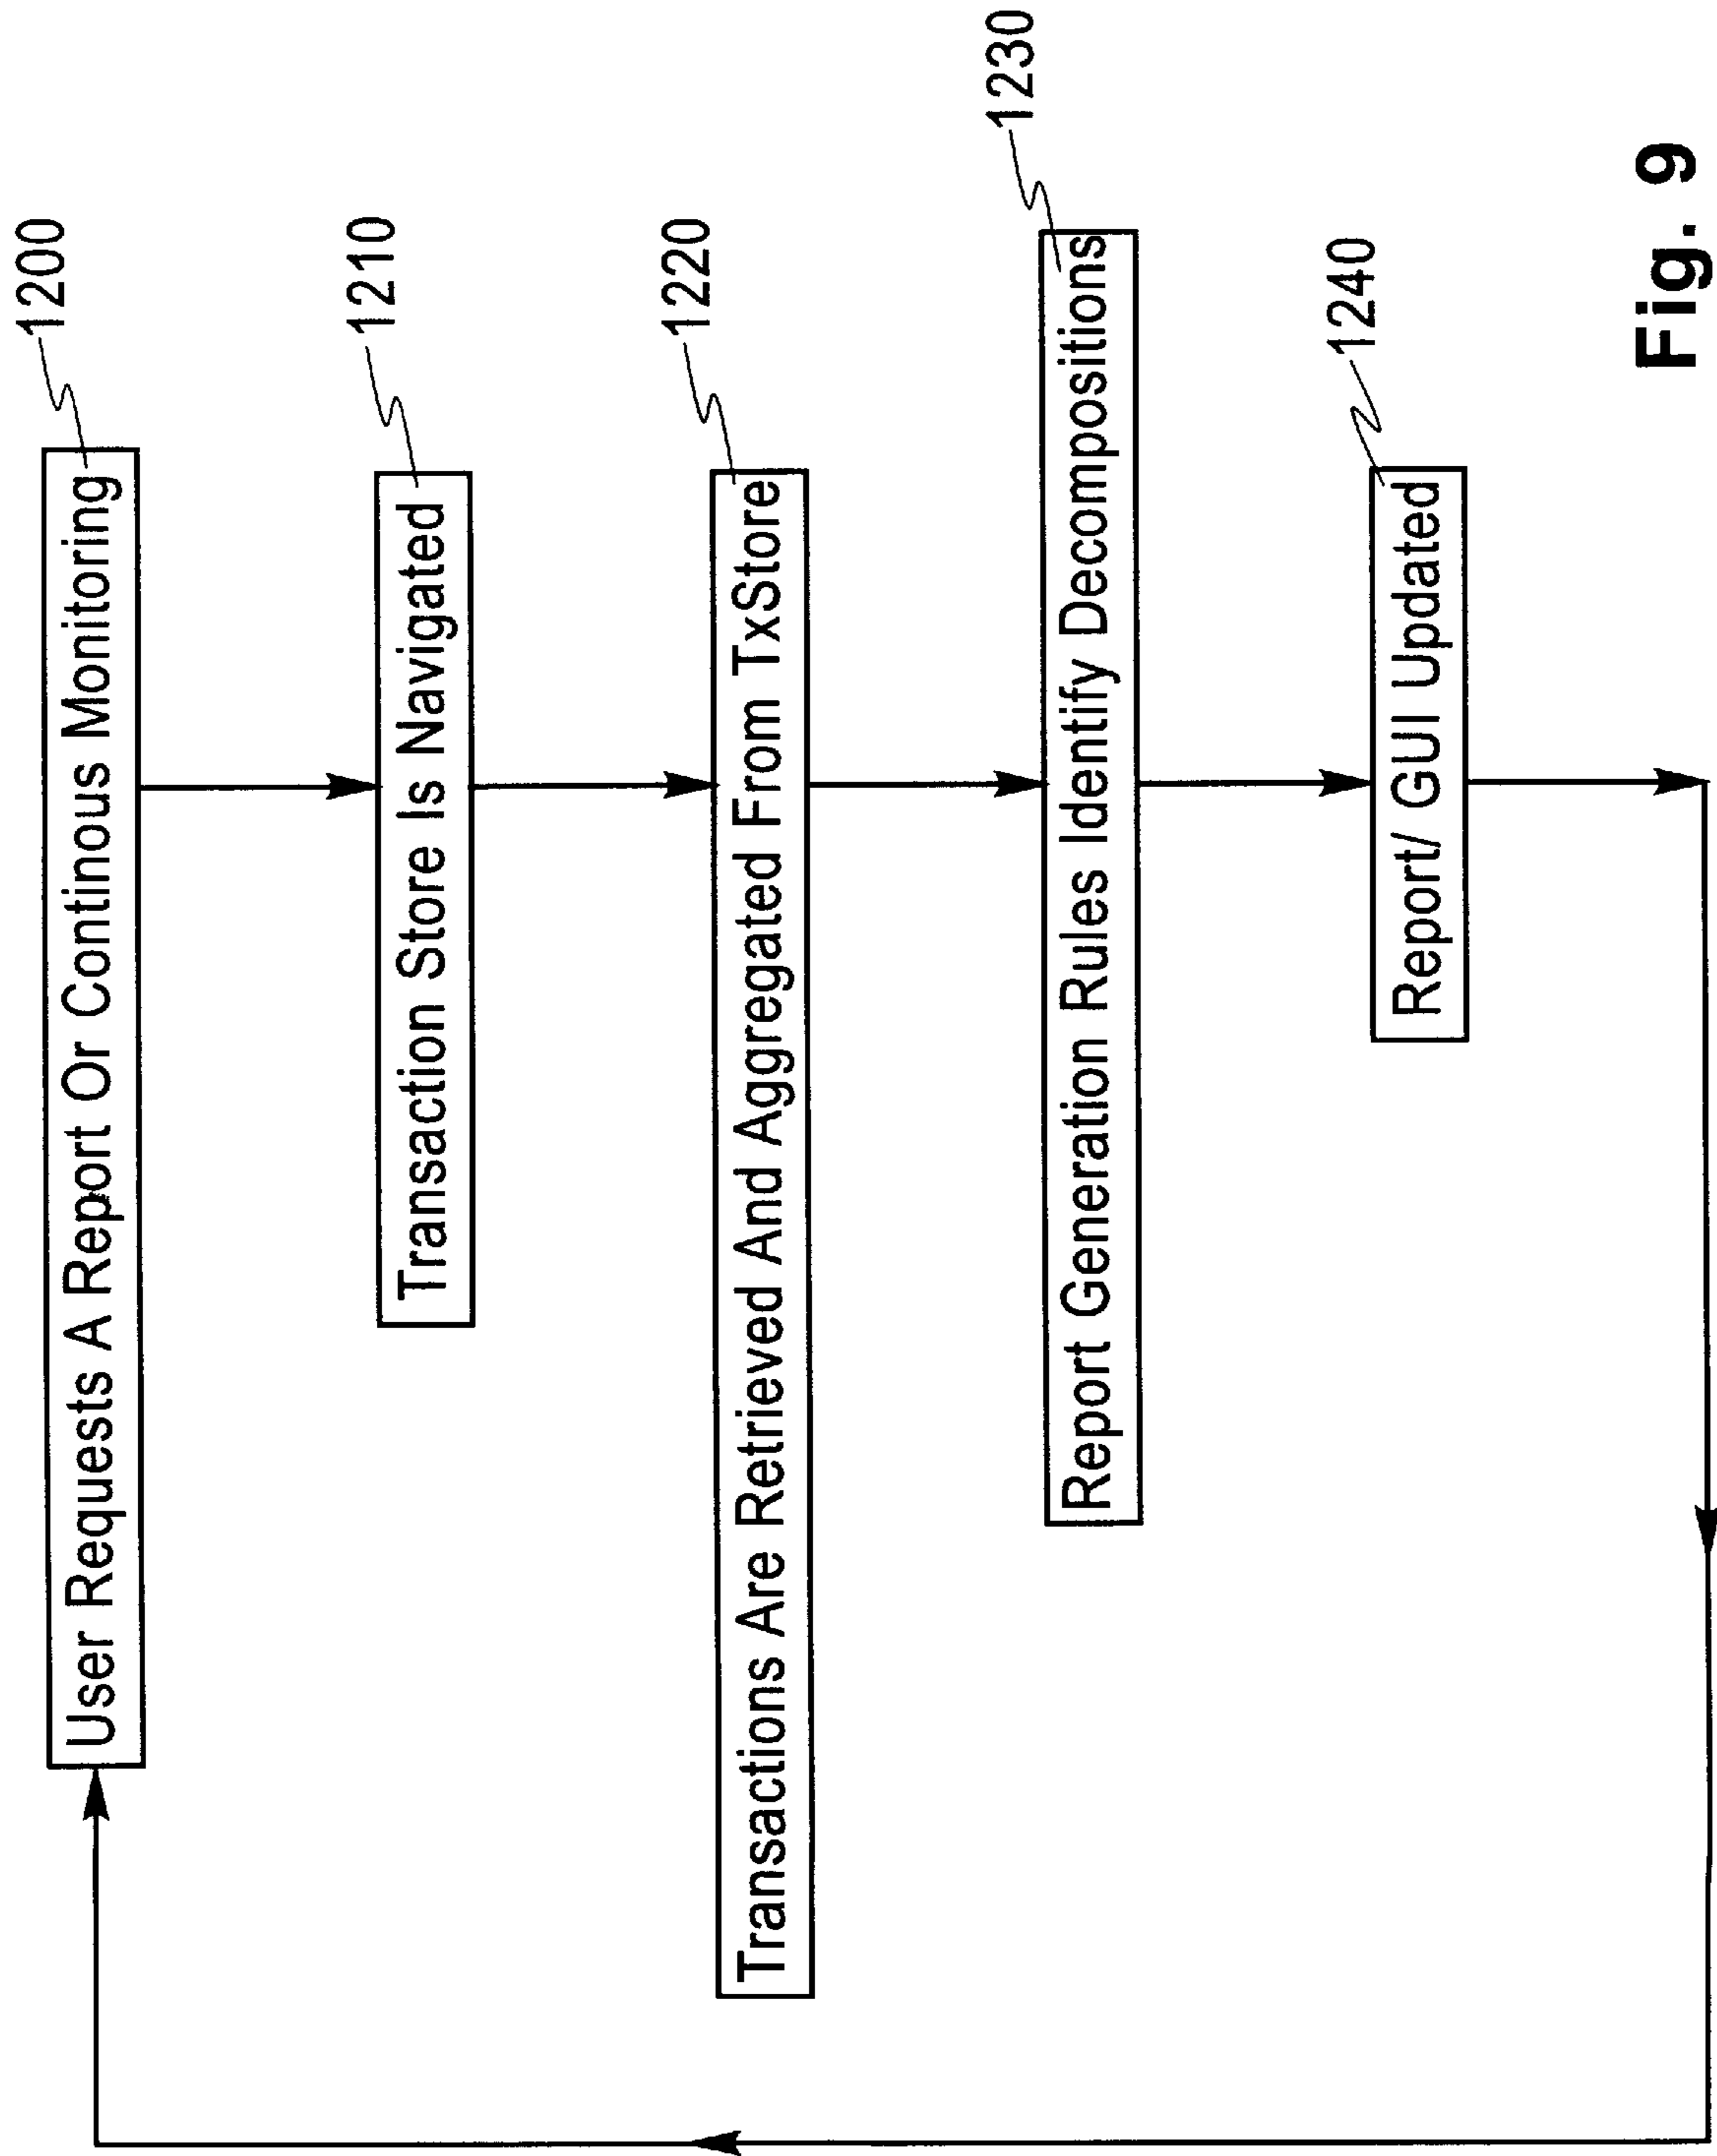 1200
User Requests A Report Or Continous Monitoring
1210
Transaction Store Is Navigated
1220
Transactions Are Retrieved And Aggregated From TxStore
1230
Report Generation Rules Identify Decompositions
1240
Report/ GUI Updated
Fig. 9